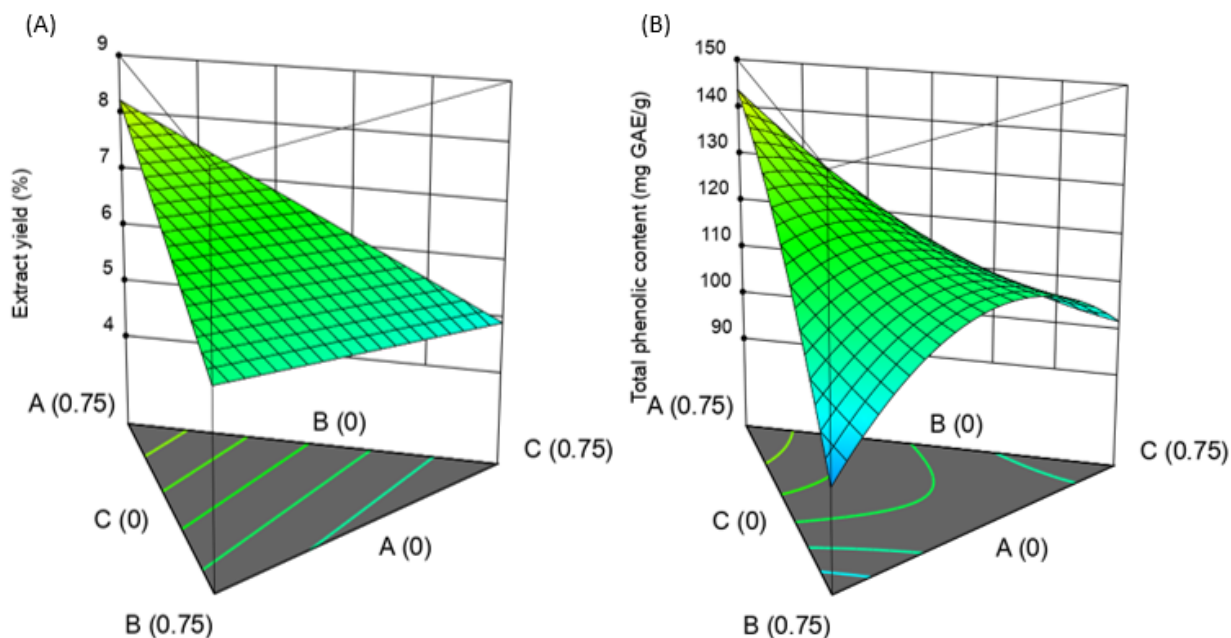 (A)
9
8
7
6
5
4
Extract yield (%)
A (0.75)
B (0)
C (0.75)
C (0)
A (0)
B (0.75)
(B)
150
140
130
120
110
100
90
Total phenolic content (mg GAE/g)
A (0.75)
B (0)
C (0.75)
C (0)
A (0)
B (0.75)